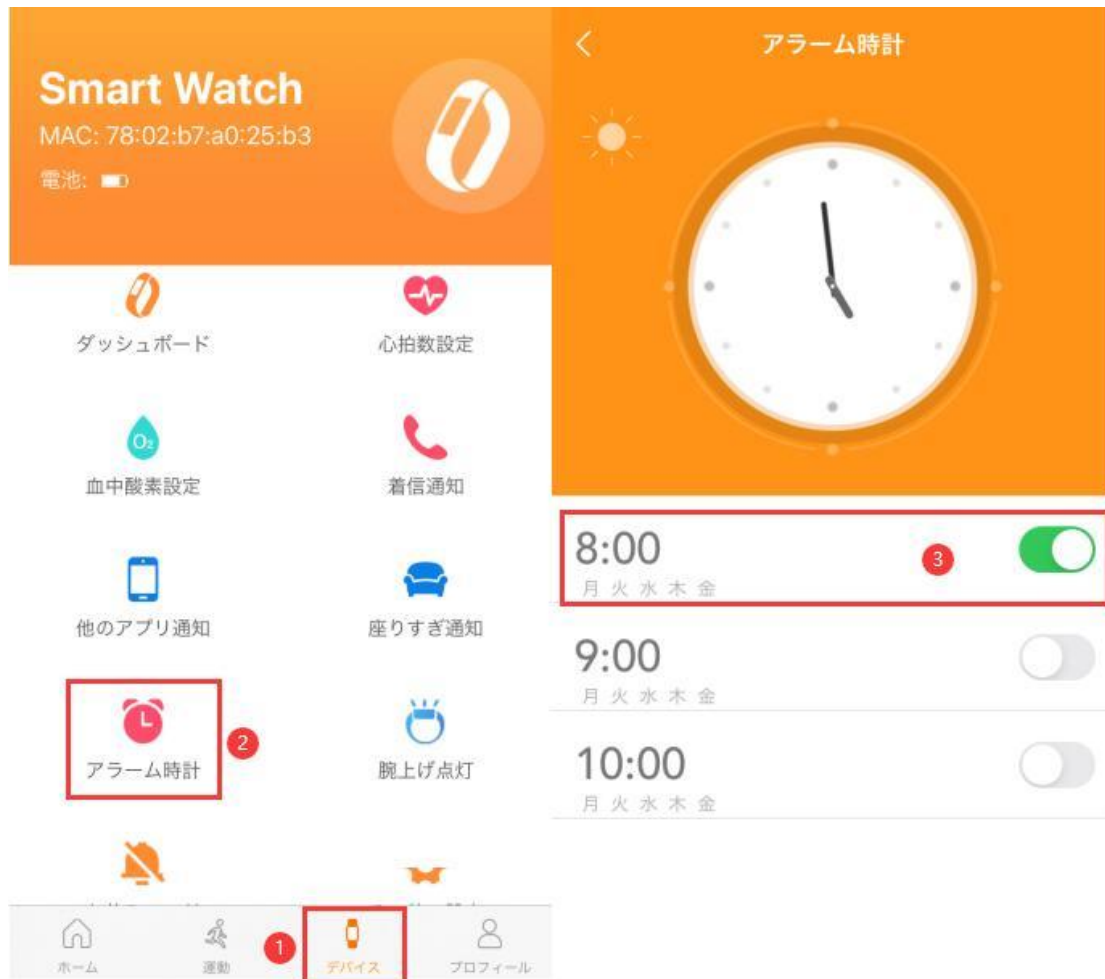 Smart Watch
MAC: 78:02:b7:a0:25:b3
電池:
ダッシュボード
心拍数設定
O₂
血中酸素設定
着信通知
他のアプリ通知
座りすぎ通知
アラーム時計
2
腕上げ点灯
ホーム
運動
1
デバイス
プロフィール
アラーム時計
8:00
月 火 水 木 金
3
9:00
月 火 水 木 金
10:00
月 火 水 木 金